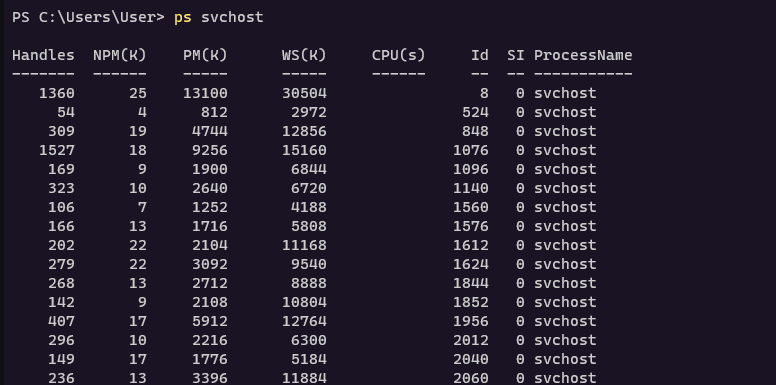 PS C:\Users\User> ps svchost
Handles  NPM(K)    PM(K)      WS(K)     CPU(s)     Id  SI ProcessName
-------  ------    -----      -----     ------     --  -- -----------
   1360      25    13100      30504                 8   0 svchost
     54       4      812       2972               524   0 svchost
    309      19     4744      12856               848   0 svchost
   1527      18     9256      15160              1076   0 svchost
    169       9     1900       6844              1096   0 svchost
    323      10     2640       6720              1140   0 svchost
    106       7     1252       4188              1560   0 svchost
    166      13     1716       5808              1576   0 svchost
    202      22     2104      11168              1612   0 svchost
    279      22     3092       9540              1624   0 svchost
    268      13     2712       8888              1844   0 svchost
    142       9     2108      10804              1852   0 svchost
    407      17     5912      12764              1956   0 svchost
    296      10     2216       6300              2012   0 svchost
    149      17     1776       5184              2040   0 svchost
    236      13     3396      11884              2060   0 svchost